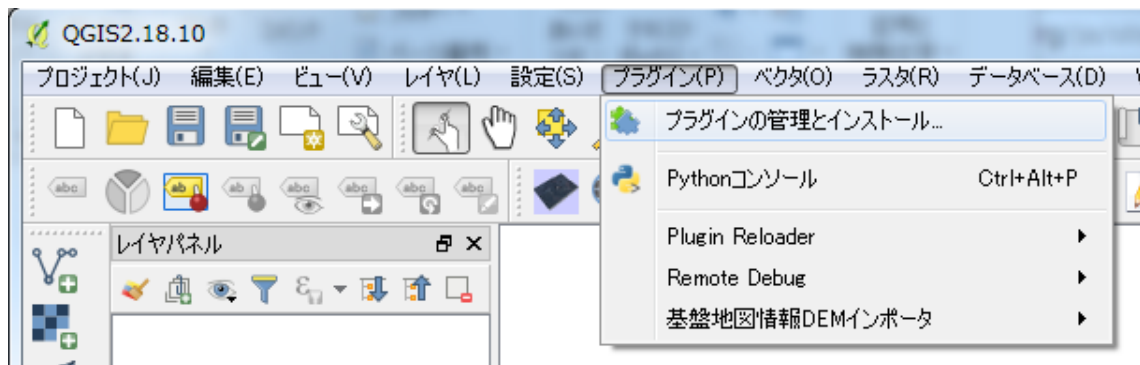 QGIS2.18.10
プロジェクト(J) 編集(E) ビュー(V) レイヤ(L) 設定(S) プラグイン(P) ベクタ(O) ラスタ(R) データベース(D)
プラグインの管理とインストール...
abc ab ab abc abc abc abc
Pythonコンソール Ctrl+Alt+P
レイヤパネル
Plugin Reloader
Remote Debug
基盤地図情報DEMインポータ